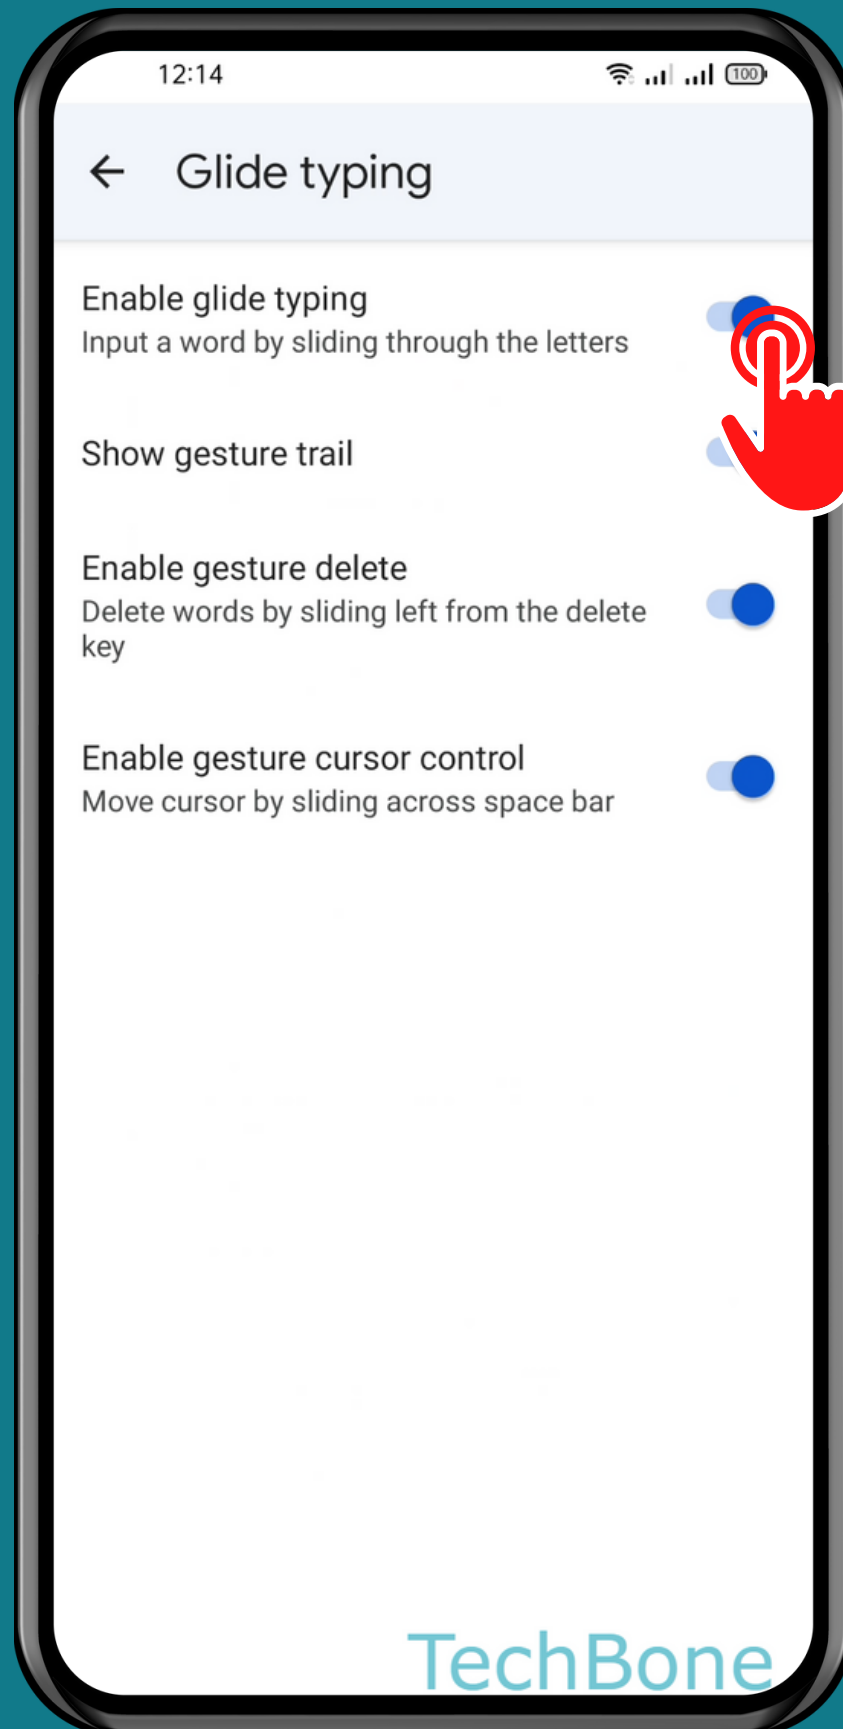 12:14
100
Glide typing
Enable glide typing
Input a word by sliding through the letters
Show gesture trail
Enable gesture delete
Delete words by sliding left from the delete
key
Enable gesture cursor control
Move cursor by sliding across space bar
TechBone